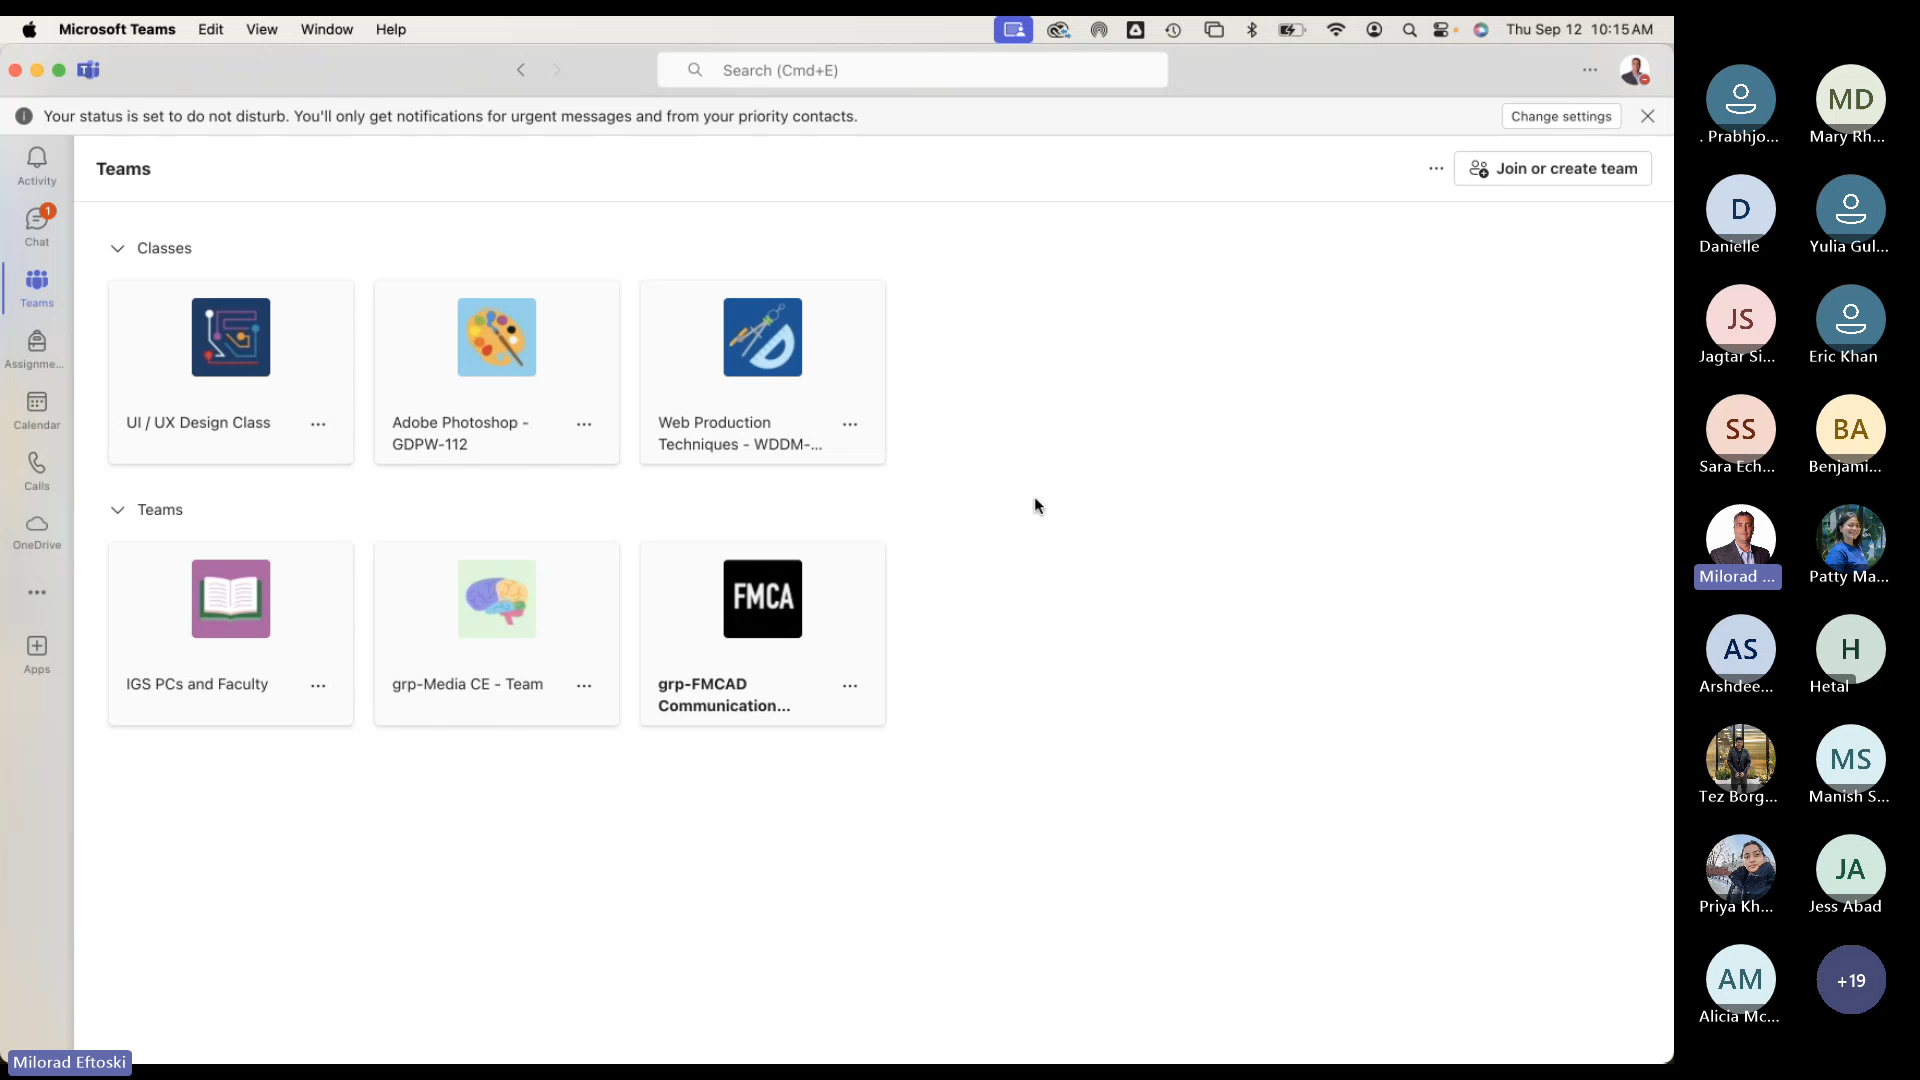 Microsoft Teams Edit View Window Help
Thu Sep 12 10:15 AM
Search (Cmd+E)
Your status is set to do not disturb. You'll only get notifications for urgent messages and from your priority contacts.
Change settings
Activity
1
Chat
Teams
Assignme...
Calendar
Calls
OneDrive
Apps
Teams
Join or create team
Classes
UI / UX Design Class
Adobe Photoshop -
GDPW-112
Web Production
Techniques - WDDM-...
Teams
FMCA
IGS PCs and Faculty
grp-Media CE - Team
grp-FMCAD
Communication...
Milorad Eftoski
. Prabhjo...
MD
Mary Rh...
D
Danielle
Yulia Gul...
JS
Jagtar Si...
Eric Khan
SS
Sara Ech...
BA
Benjami...
Milorad ...
Patty Ma...
AS
Arshdee...
H
Hetal
Tez Borg...
MS
Manish S...
Priya Kh...
JA
Jess Abad
AM
Alicia Mc...
+19